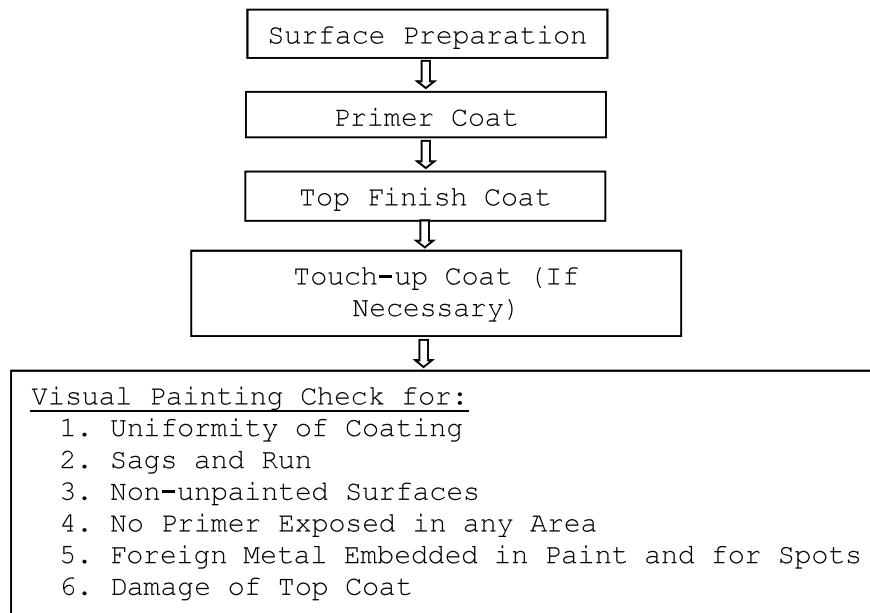 Surface Preparation
Primer Coat
Top Finish Coat
Touch-up Coat (If
Necessary)
Visual Painting Check for:
1. Uniformity of Coating
2. Sags and Run
3. Non-unpainted Surfaces
4. No Primer Exposed in any Area
5. Foreign Metal Embedded in Paint and for Spots
6. Damage of Top Coat